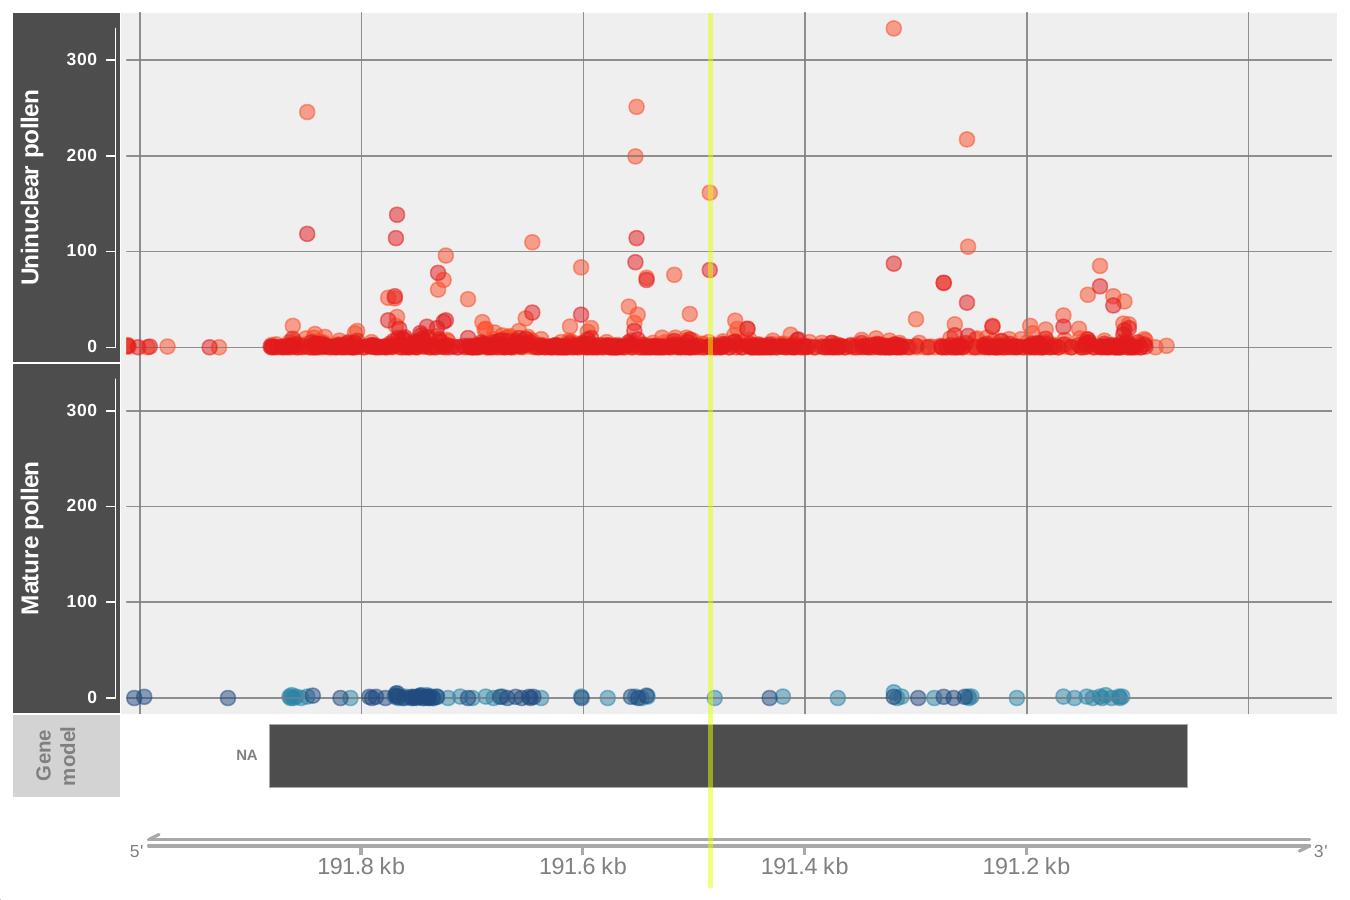 Uninuclear pollen
300
200
100
0
Mature pollen
300
200
100
0
Gene
model
NA
5'
3'
191.8 kb
191.6 kb
191.4 kb
191.2 kb